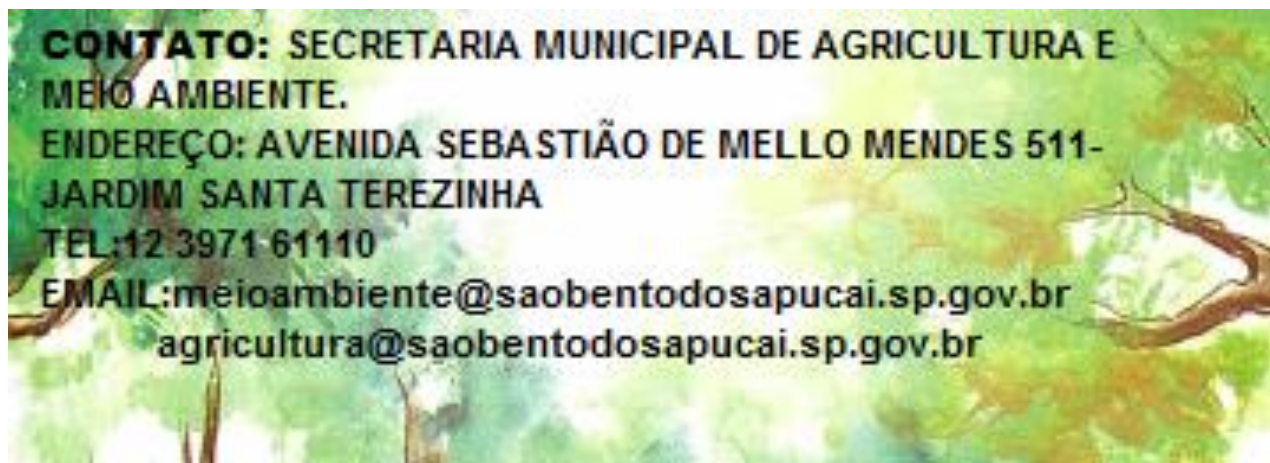 CONTATO: SECRETARIA MUNICIPAL DE AGRICULTURA E
MEIO AMBIENTE.
ENDEREÇO: AVENIDA SEBASTIÃO DE MELLO MENDES 511-
JARDIM SANTA TEREZINHA
TEL:12 3971 61110
EMAIL:meioambiente@saobentodosapucai.sp.gov.br
agricultura@saobentodosapucai.sp.gov.br